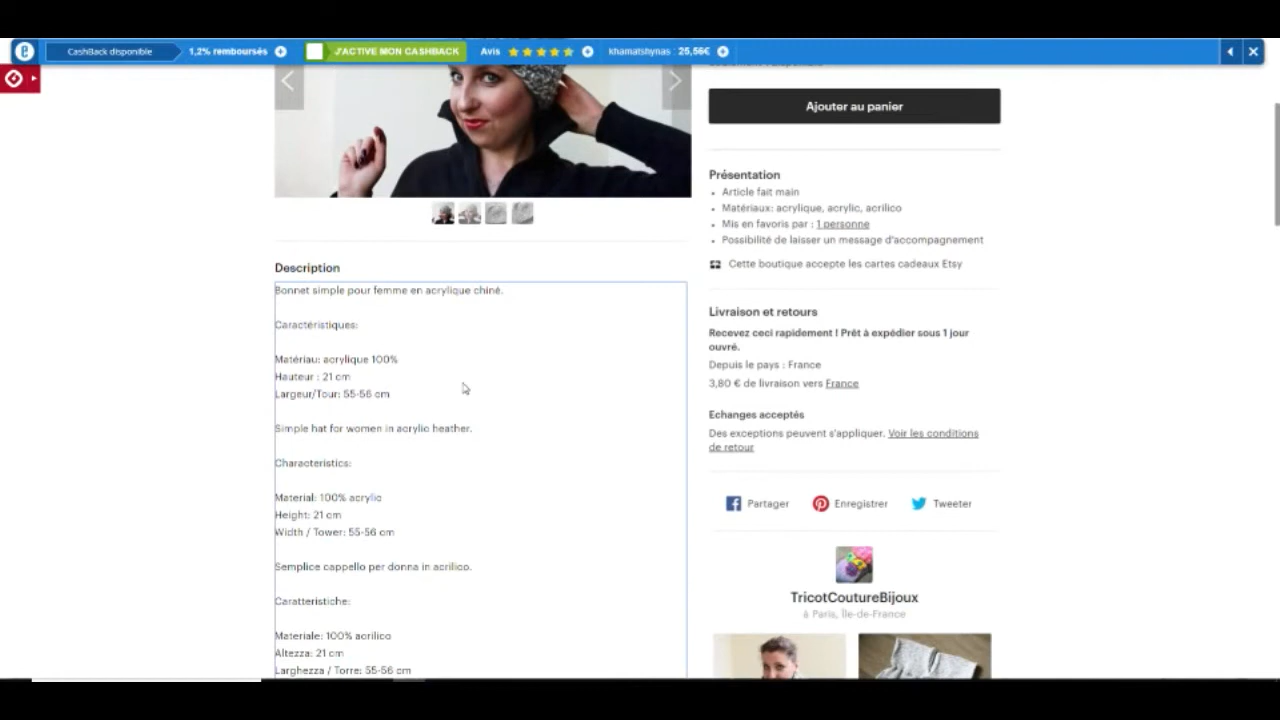 CashBack disponible
1,2% remboursés
J'ACTIVE MON CASHBACK
Avis
khamatshynas : 25,56€
Ajouter au panier
Présentation
Article fait main
Matériaux: acrylique, acrylic, acrilico
Mis en favoris par : 1 personne
Possibilité de laisser un message d'accompagnement
Cette boutique accepte les cartes cadeaux Etsy
Description
Bonnet simple pour femme en acrylique chiné.
Caractéristiques:
Matériau: acrylique 100%
Hauteur : 21 cm
Largeur/Tour: 55-56 cm
Simple hat for women in acrylic heather.
Characteristics:
Material: 100% acrylic
Height: 21 cm
Width / Tower: 55-56 cm
Semplice cappello per donna in acrilico.
Caratteristiche:
Materiale: 100% acrilico
Altezza: 21 cm
Larghezza / Torre: 55-56 cm
Livraison et retours
Recevez ceci rapidement ! Prêt à expédier sous 1 jour
ouvré.
Depuis le pays : France
3,80 € de livraison vers France
Echanges acceptés
Des exceptions peuvent s'appliquer. Voir les conditions
de retour
Partager
Enregistrer
Tweeter
TricotCoutureBijoux
à Paris, Île-de-France